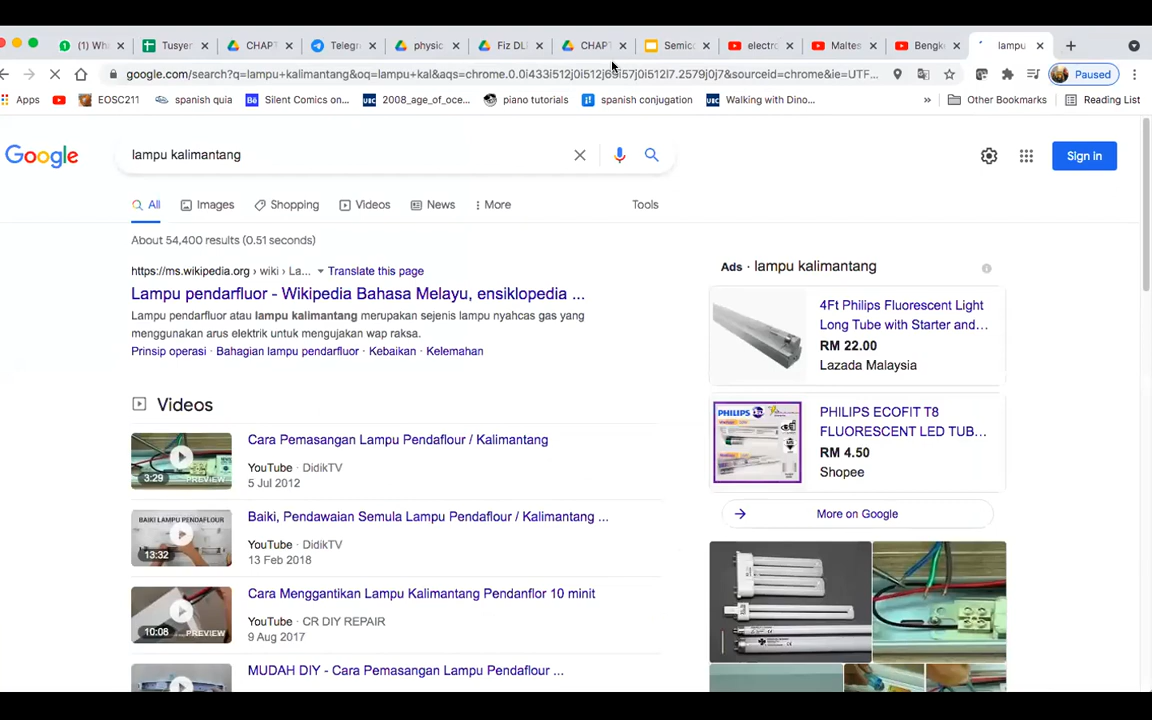 (1) Wha
Tusyer
CHAPT
Telegr
physic
Fiz DL
CHAPT
Semic
electro
Maltes
Bengk
lampu
google.com/search?q=lampu+kalimantang&oq=lampu+kal&aqs=chrome.0.0i433i512j0i512j69i57j0i512l7.2579j0j7&sourceid=chrome&ie=UTF...
Paused
Apps
EOSC211
spanish quia
Silent Comics on...
2008_age_of_oce...
piano tutorials
spanish conjugation
Walking with Dino...
»
Other Bookmarks
Reading List
Google
lampu kalimantang
Sign in
All
Images
Shopping
Videos
News
More
Tools
About 54,400 results (0.51 seconds)
https://ms.wikipedia.org › wiki › La...
Translate this page
Lampu pendarfluor - Wikipedia Bahasa Melayu, ensiklopedia ...
Lampu pendarfluor atau lampu kalimantang merupakan sejenis lampu nyahcas gas yang
menggunakan arus elektrik untuk mengujakan wap raksa.
Prinsip operasi · Bahagian lampu pendarfluor · Kebaikan · Kelemahan
Videos
Cara Pemasangan Lampu Pendaflour / Kalimantang
YouTube · DidikTV
5 Jul 2012
3:29
PREVIEW
Baiki, Pendawaian Semula Lampu Pendaflour / Kalimantang ...
YouTube · DidikTV
13 Feb 2018
BAIKI LAMPU PENDAFLOUR
13:32
Cara Menggantikan Lampu Kalimantang Pendanflor 10 minit
YouTube · CR DIY REPAIR
9 Aug 2017
10:08
PREVIEW
MUDAH DIY - Cara Pemasangan Lampu Pendaflour ...
Ads · lampu kalimantang
4Ft Philips Fluorescent Light
Long Tube with Starter and...
RM 22.00
Lazada Malaysia
PHILIPS
PHILIPS ECOFIT T8
FLUORESCENT LED TUB...
RM 4.50
Shopee
More on Google